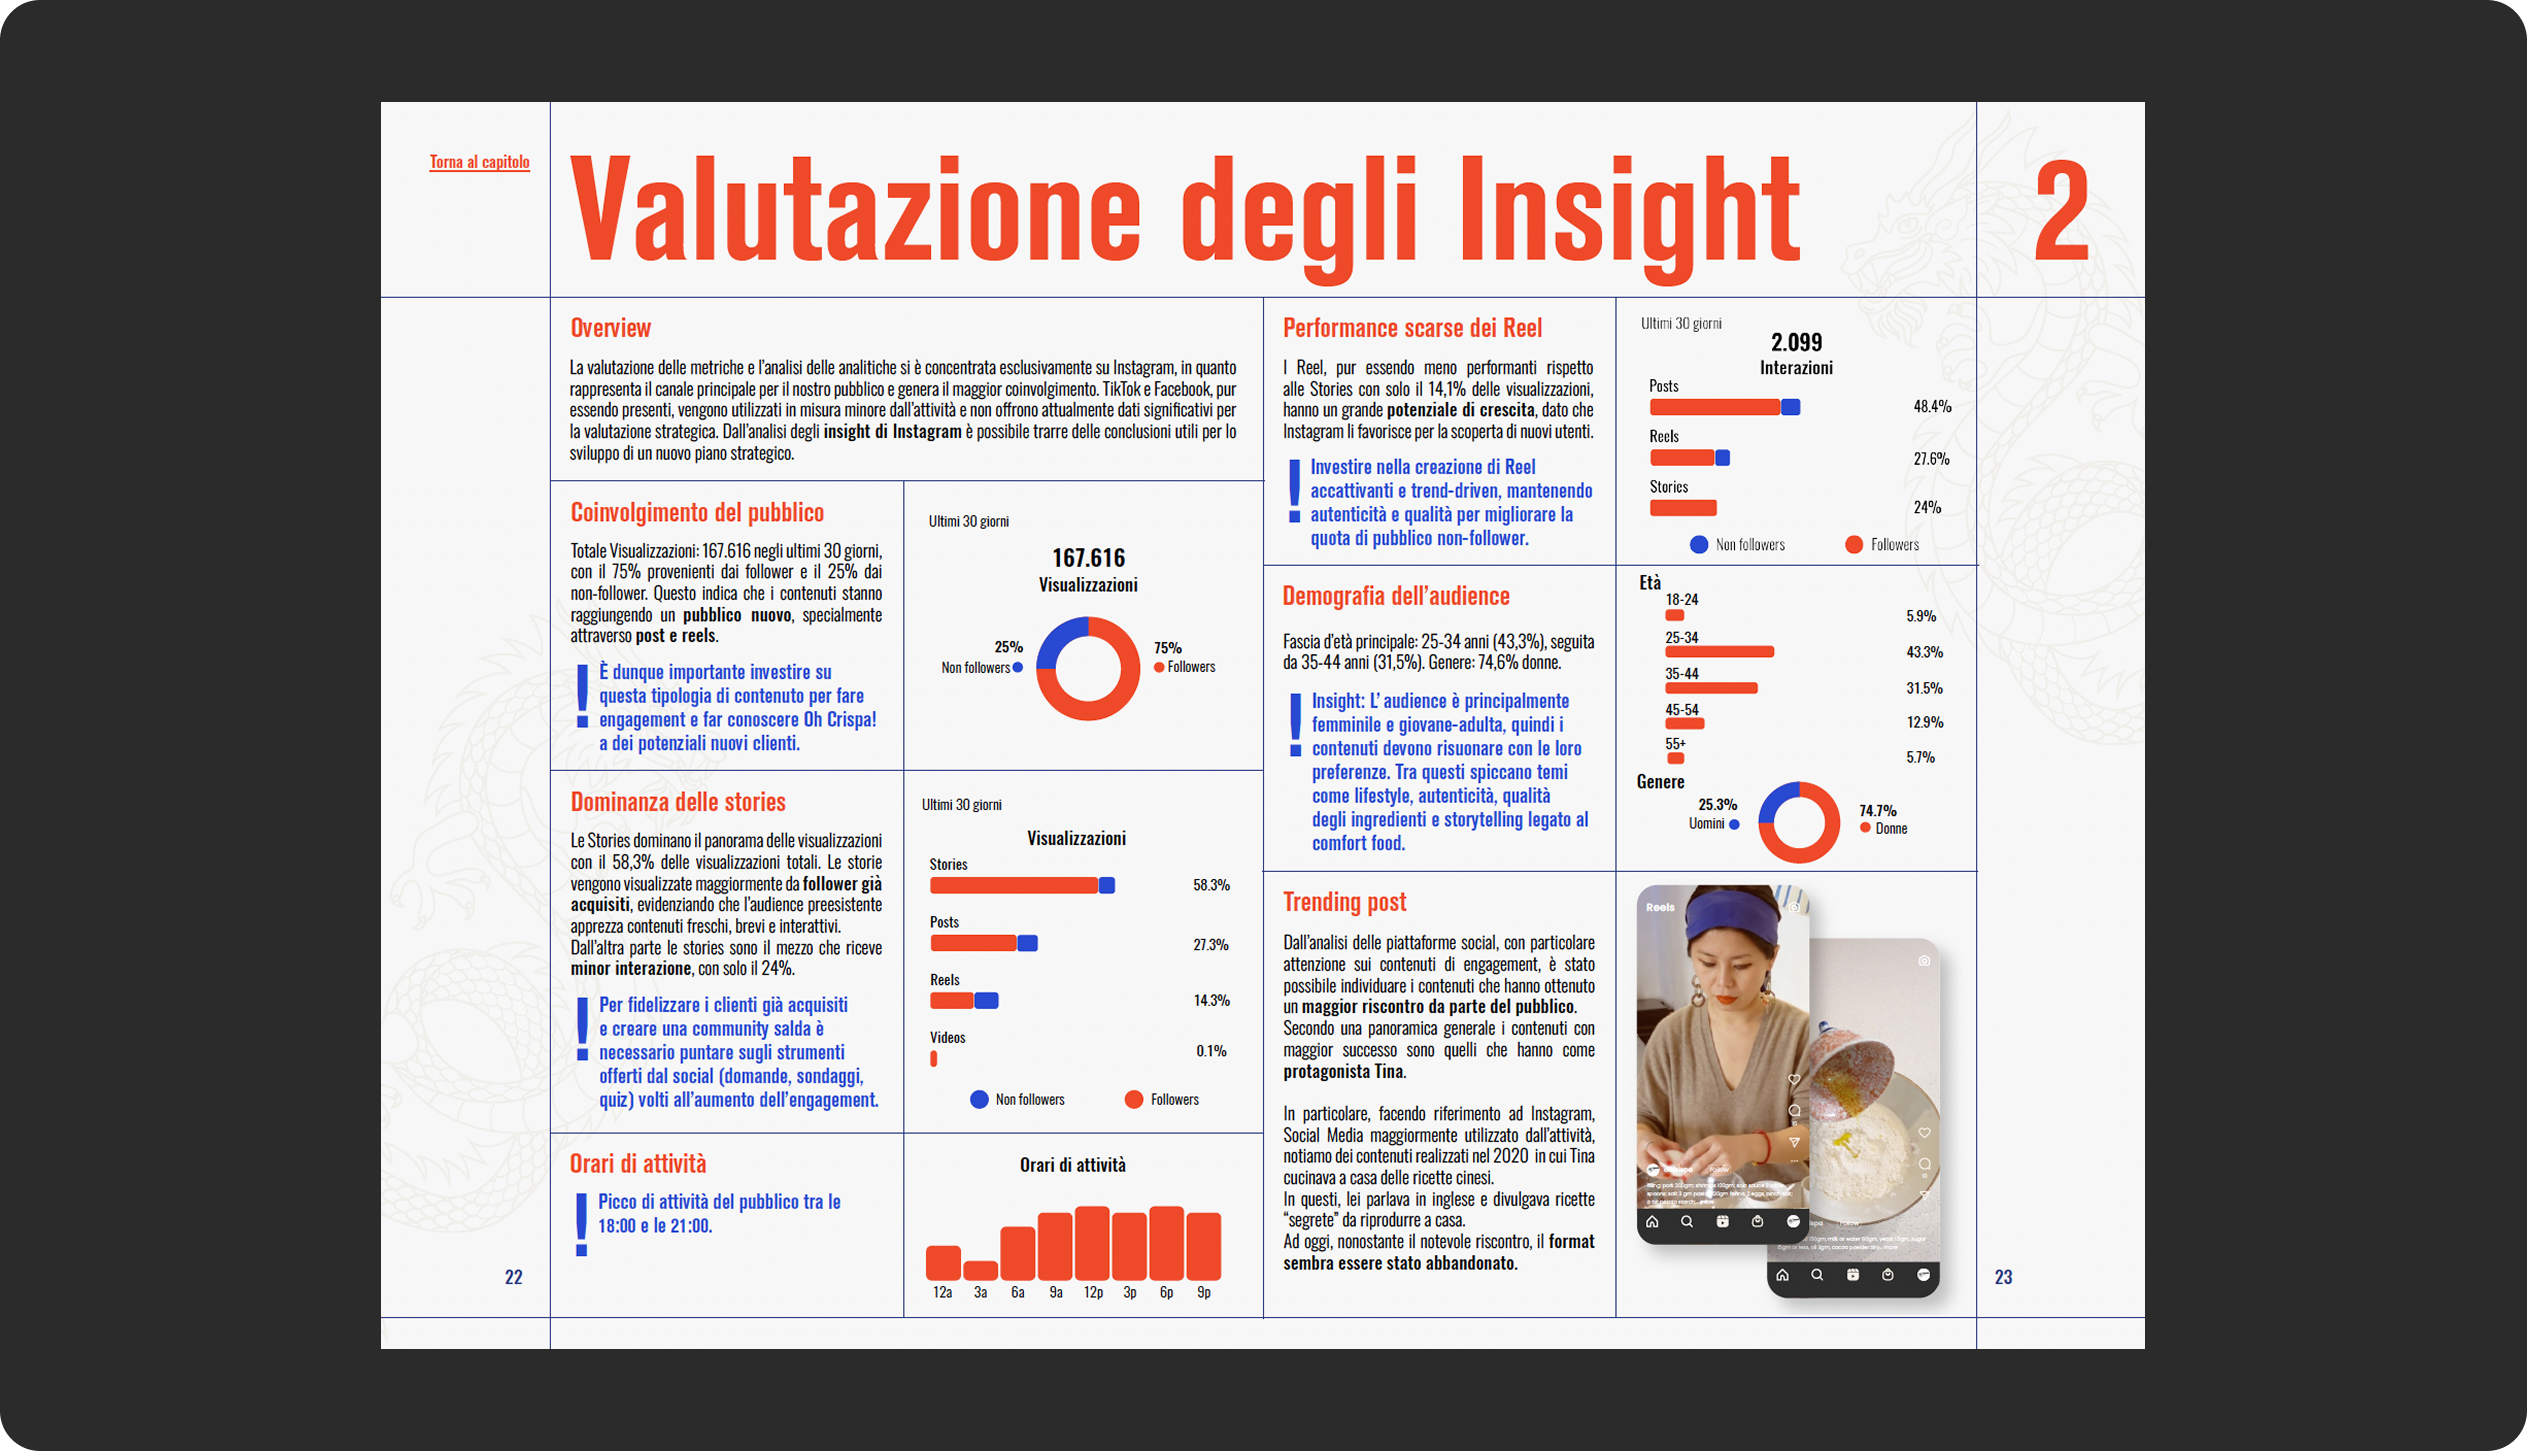 Torna al capitolo
Valutazione degli Insight
2
Overview
La valutazione delle metriche e l'analisi delle analitiche si è concentrata esclusivamente su Instagram, in quanto
rappresenta il canale principale per il nostro pubblico e genera il maggior coinvolgimento. TikTok e Facebook, pur
essendo presenti, vengono utilizzati in misura minore dall'attività e non offrono attualmente dati significativi per
la valutazione strategica. Dall'analisi degli insight di Instagram è possibile trarre delle conclusioni utili per lo
sviluppo di un nuovo piano strategico.
Coinvolgimento del pubblico
Totale Visualizzazioni: 167.616 negli ultimi 30 giorni,
con il 75% provenienti dai follower e il 25% dai
non-follower. Questo indica che i contenuti stanno
raggiungendo un pubblico nuovo, specialmente
attraverso post e reels.
! È dunque importante investire su
questa tipologia di contenuto per fare
engagement e far conoscere Oh Crispa!
a dei potenziali nuovi clienti.
Ultimi 30 giorni
167.616
Visualizzazioni
25%
Non followers
75%
Followers
Dominanza delle stories
Le Stories dominano il panorama delle visualizzazioni
con il 58,3% delle visualizzazioni totali. Le storie
vengono visualizzate maggiormente da follower già
acquisiti, evidenziando che l'audience preesistente
apprezza contenuti freschi, brevi e interattivi.
Dall'altra parte le stories sono il mezzo che riceve
minor interazione, con solo il 24%.
! Per fidelizzare i clienti già acquisiti
e creare una community salda è
necessario puntare sugli strumenti
offerti dal social (domande, sondaggi,
quiz) volti all'aumento dell'engagement.
Ultimi 30 giorni
Visualizzazioni
Stories
58.3%
Posts
27.3%
Reels
14.3%
Videos
0.1%
Non followers Followers
Orari di attività
! Picco di attività del pubblico tra le
18:00 e le 21:00.
Orari di attività
12a 3a 6a 9a 12p 3p 6p 9p
22
Performance scarse dei Reel
I Reel, pur essendo meno performanti rispetto
alle Stories con solo il 14,1% delle visualizzazioni,
hanno un grande potenziale di crescita, dato che
Instagram li favorisce per la scoperta di nuovi utenti.
! Investire nella creazione di Reel
accattivanti e trend-driven, mantenendo
autenticità e qualità per migliorare la
quota di pubblico non-follower.
Ultimi 30 giorni
2.099
Interazioni
Posts
48.4%
Reels
27.6%
Stories
24%
Non followers Followers
Demografia dell'audience
Fascia d'età principale: 25-34 anni (43,3%), seguita
da 35-44 anni (31,5%). Genere: 74,6% donne.
! Insight: L' audience è principalmente
femminile e giovane-adulta, quindi i
contenuti devono risuonare con le loro
preferenze. Tra questi spiccano temi
come lifestyle, autenticità, qualità
degli ingredienti e storytelling legato al
comfort food.
Età
18-24
5.9%
25-34
43.3%
35-44
31.5%
45-54
12.9%
55+
5.7%
Genere
25.3%
Uomini
74.7%
Donne
Trending post
Dall'analisi delle piattaforme social, con particolare
attenzione sui contenuti di engagement, è stato
possibile individuare i contenuti che hanno ottenuto
un maggior riscontro da parte del pubblico.
Secondo una panoramica generale i contenuti con
maggior successo sono quelli che hanno come
protagonista Tina.
In particolare, facendo riferimento ad Instagram,
Social Media maggiormente utilizzato dall'attività,
notiamo dei contenuti realizzati nel 2020 in cui Tina
cucinava a casa delle ricette cinesi.
In questi, lei parlava in inglese e divulgava ricette
“segrete” da riprodurre a casa.
Ad oggi, nonostante il notevole riscontro, il format
sembra essere stato abbandonato.
Reels
Follow
23